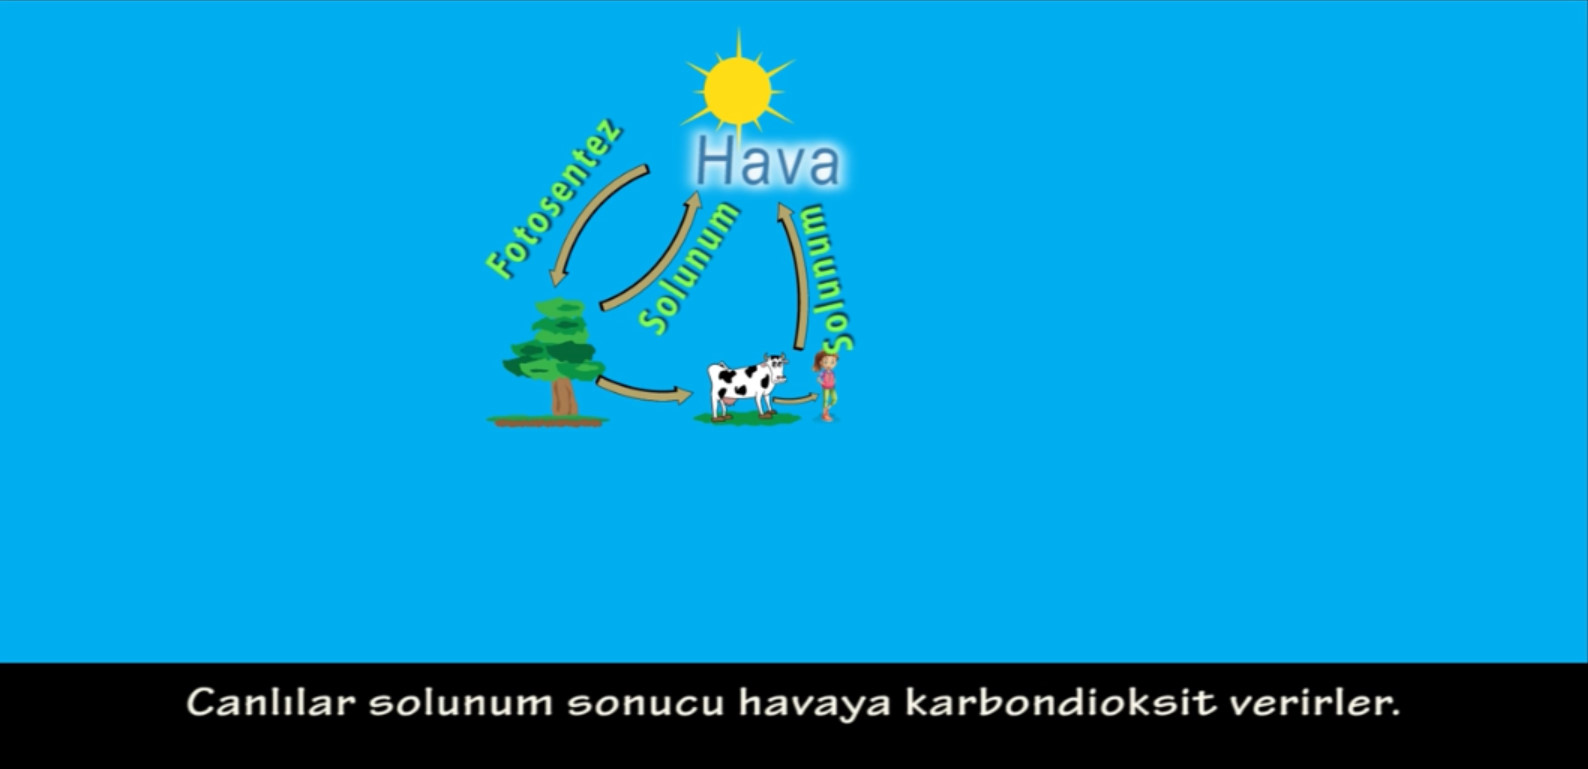 Hava
Fotosentez
Solunum
Solunum
Canlılar solunum sonucu havaya karbondioksit verirler.